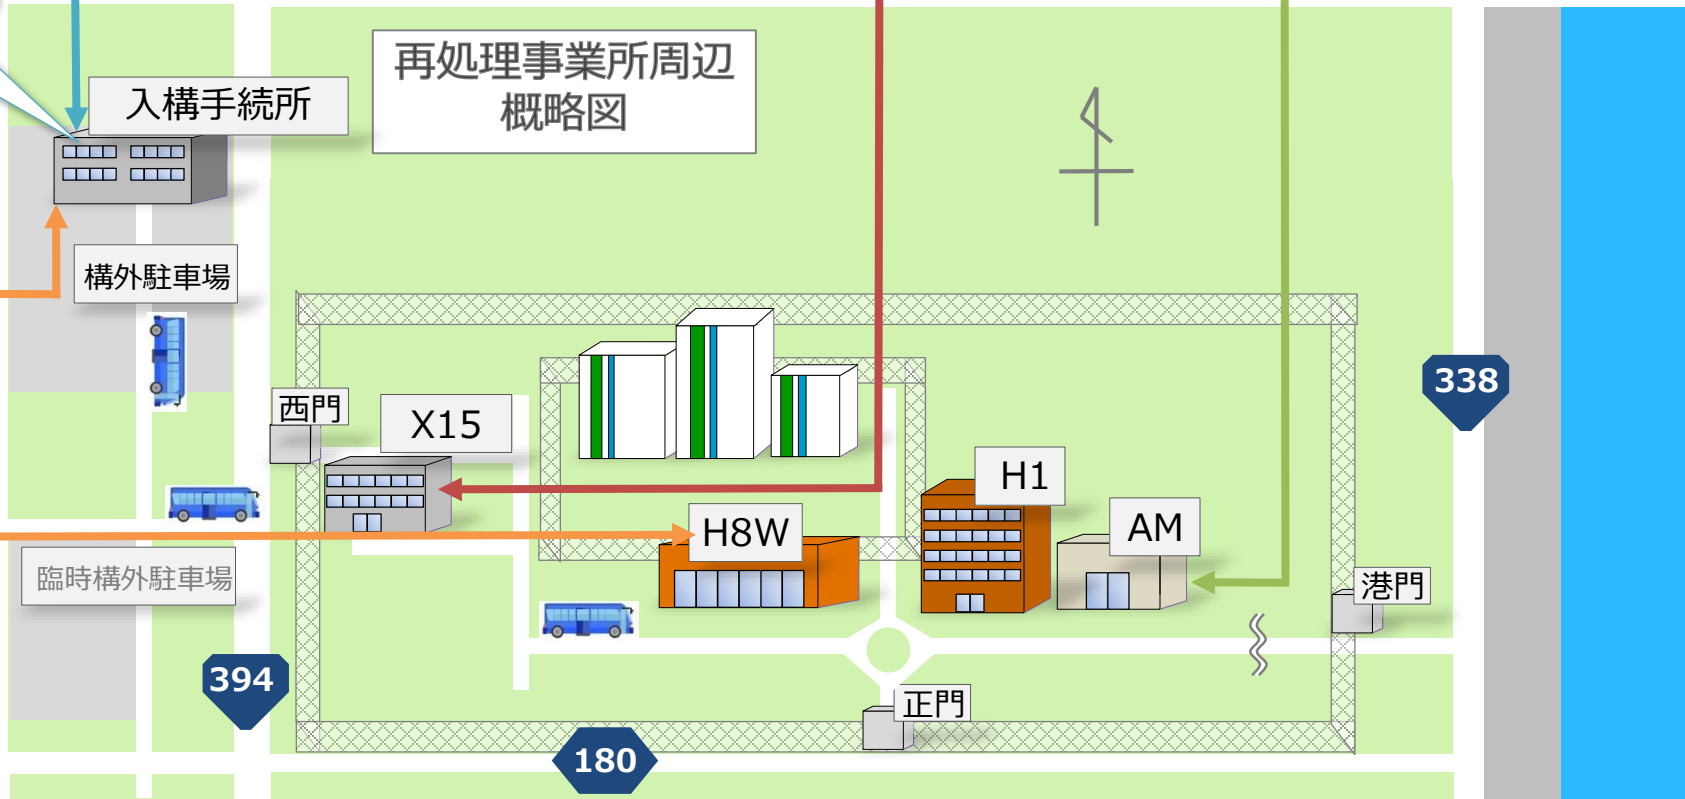 再処理事業所周辺
概略図
入構手続所
構外駐車場
西門
X15
338
H1
H8W
AM
臨時構外駐車場
港門
394
正門
180